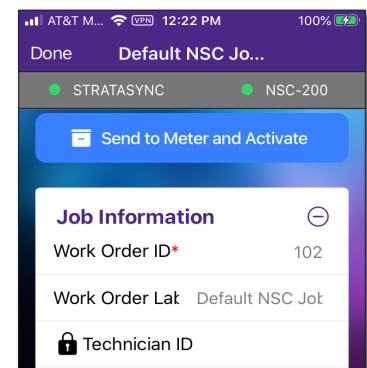 AT&T M... VPN 12:22 PM 100%
Done Default NSC Jo...
STRATASYNC NSC-200
Send to Meter and Activate
Job Information
Work Order ID* 102
Work Order Lab Default NSC Job
Technician ID